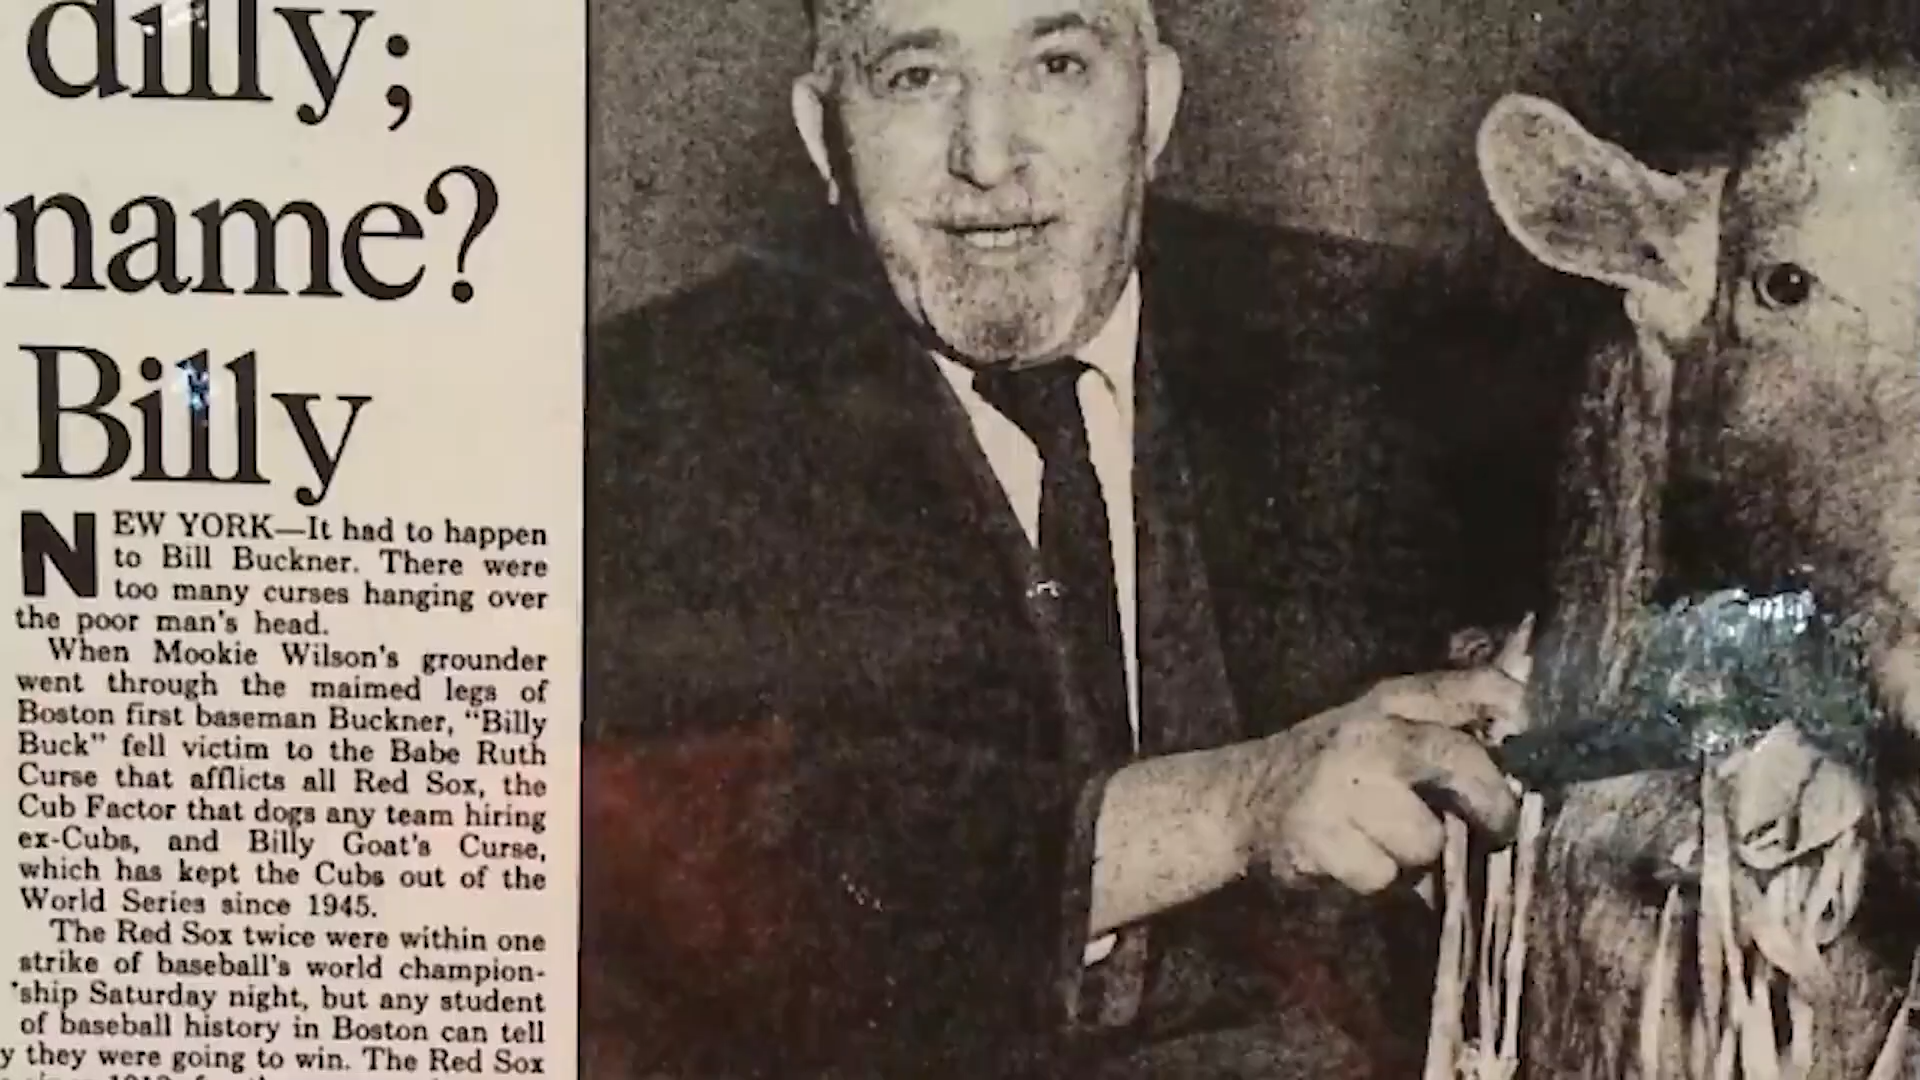 dilly;
name?
Billy
NEW YORK—It had to happen
to Bill Buckner. There were
too many curses hanging over
the poor man's head.
When Mookie Wilson's grounder
went through the maimed legs of
Boston first baseman Buckner, "Billy
Buck" fell victim to the Babe Ruth
Curse that afflicts all Red Sox, the
Cub Factor that dogs any team hiring
ex-Cubs, and Billy Goat's Curse,
which has kept the Cubs out of the
World Series since 1945.
The Red Sox twice were within one
strike of baseball's world champion-
ship Saturday night, but any student
of baseball history in Boston can tell
y they were going to win. The Red Sox